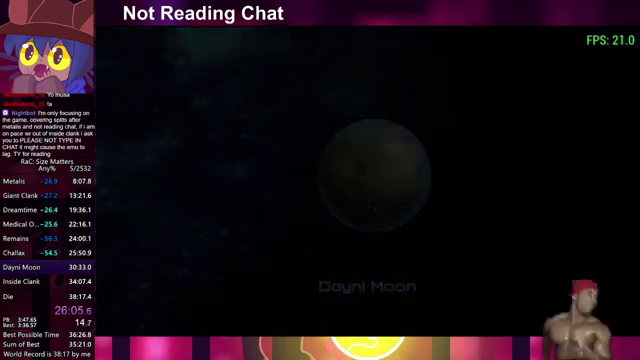 Not Reading Chat
FPS: 21.0
Yo musa
fa
Nightbot: I'm only focusing on
the game, covering splits after
metalis and not reading chat, if i am
on pace wr out of inside clank i ask
you to PLEASE NOT TYPE IN
CHAT it might cause the emu to
lag. TY for reading
RaC: Size Matters
Any% 5/2532
Metalis -26.9 8:07.8
Giant Clank -27.2 13:21.6
Dreamtime -26.4 19:36.1
Medical O... -25.6 22:16.1
Remains -56.3 24:00.1
Challax -54.5 25:50.9
Dayni Moon 30:33.0
Inside Clank 34:07.4
Die 38:17.4
26:05.6
PB: 3:47.65
Best: 3:36.57 14.7
Best Possible Time 36:26.8
Sum of Best 35:21.0
World Record is 38:17 by me
Dayni Moon